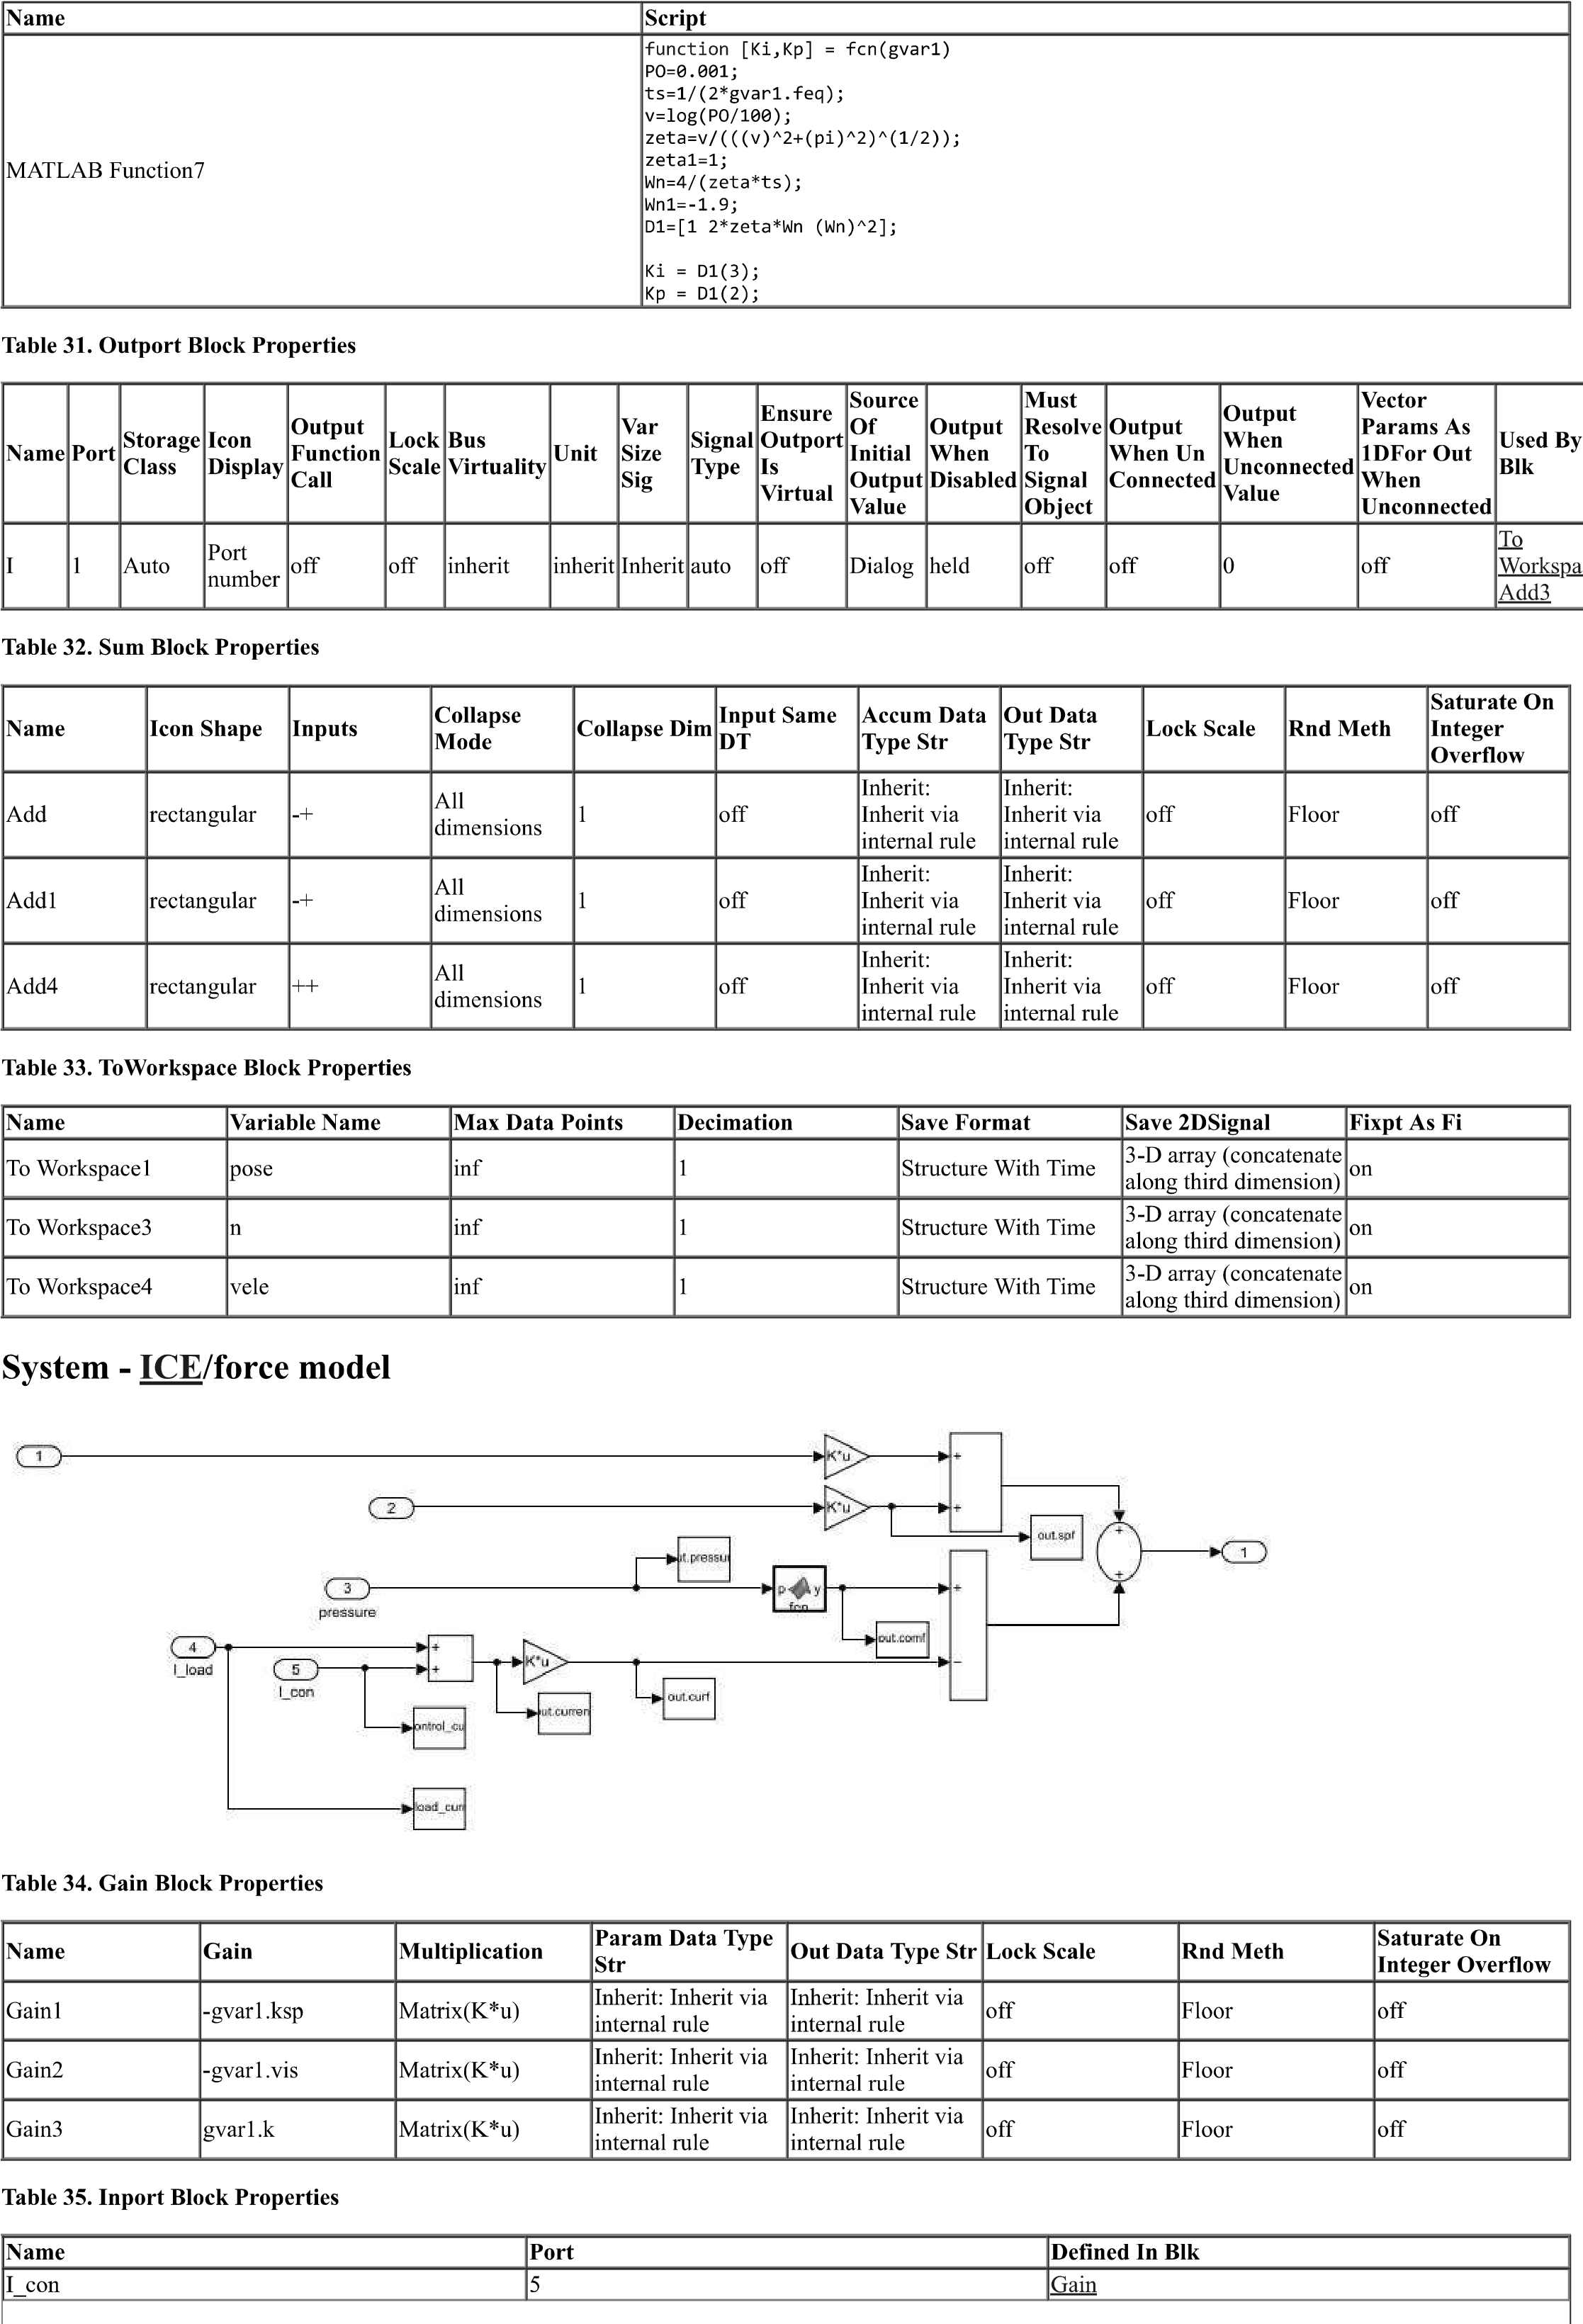 Name Script
MATLAB Function7
function [Ki,Kp] = fcn(gvar1)
PO=0.001;
ts=1/(2*gvar1.feq);
v=log(PO/100);
zeta=v/(((v)^2+(pi)^2)^(1/2));
zeta1=1;
Wn=4/(zeta*ts);
Wn1=-1.9;
D1=[1 2*zeta*Wn (Wn)^2];
Ki = D1(3);
Kp = D1(2);
Table 31. Outport Block Properties
Name Port Storage Class Icon Display Output Function Call Lock Scale Bus Virtuality Unit Var Size Sig Signal Type Ensure Outport Is Virtual Source Of Initial Output Value Output When Disabled Must Resolve To Signal Object Output When Un Connected Output When Unconnected Value Vector Params As 1DFor Out When Unconnected Used By Blk
I 1 Auto Port number off off inherit inherit Inherit auto off Dialog held off off 0 off To Workspa Add3
Table 32. Sum Block Properties
Name Icon Shape Inputs Collapse Mode Collapse Dim Input Same DT Accum Data Type Str Out Data Type Str Lock Scale Rnd Meth Saturate On Integer Overflow
Add rectangular -+ All dimensions 1 off Inherit: Inherit via internal rule Inherit: Inherit via internal rule off Floor off
Add1 rectangular -+ All dimensions 1 off Inherit: Inherit via internal rule Inherit: Inherit via internal rule off Floor off
Add4 rectangular ++ All dimensions 1 off Inherit: Inherit via internal rule Inherit: Inherit via internal rule off Floor off
Table 33. ToWorkspace Block Properties
Name Variable Name Max Data Points Decimation Save Format Save 2DSignal Fixpt As Fi
To Workspace1 pose inf 1 Structure With Time 3-D array (concatenate along third dimension) on
To Workspace3 n inf 1 Structure With Time 3-D array (concatenate along third dimension) on
To Workspace4 vele inf 1 Structure With Time 3-D array (concatenate along third dimension) on
System - ICE/force model
1 K*u +
2 K*u +
out.spf
+
+
1
ut.pressu
3
pressure
p y
fcn
+
out.comf
4
I_load
+
5
I_con
+
K*u
−
out.curf
ut.curren
ontrol_cu
load_curr
Table 34. Gain Block Properties
Name Gain Multiplication Param Data Type Str Out Data Type Str Lock Scale Rnd Meth Saturate On Integer Overflow
Gain1 -gvar1.ksp Matrix(K*u) Inherit: Inherit via internal rule Inherit: Inherit via internal rule off Floor off
Gain2 -gvar1.vis Matrix(K*u) Inherit: Inherit via internal rule Inherit: Inherit via internal rule off Floor off
Gain3 gvar1.k Matrix(K*u) Inherit: Inherit via internal rule Inherit: Inherit via internal rule off Floor off
Table 35. Inport Block Properties
Name Port Defined In Blk
I_con 5 Gain